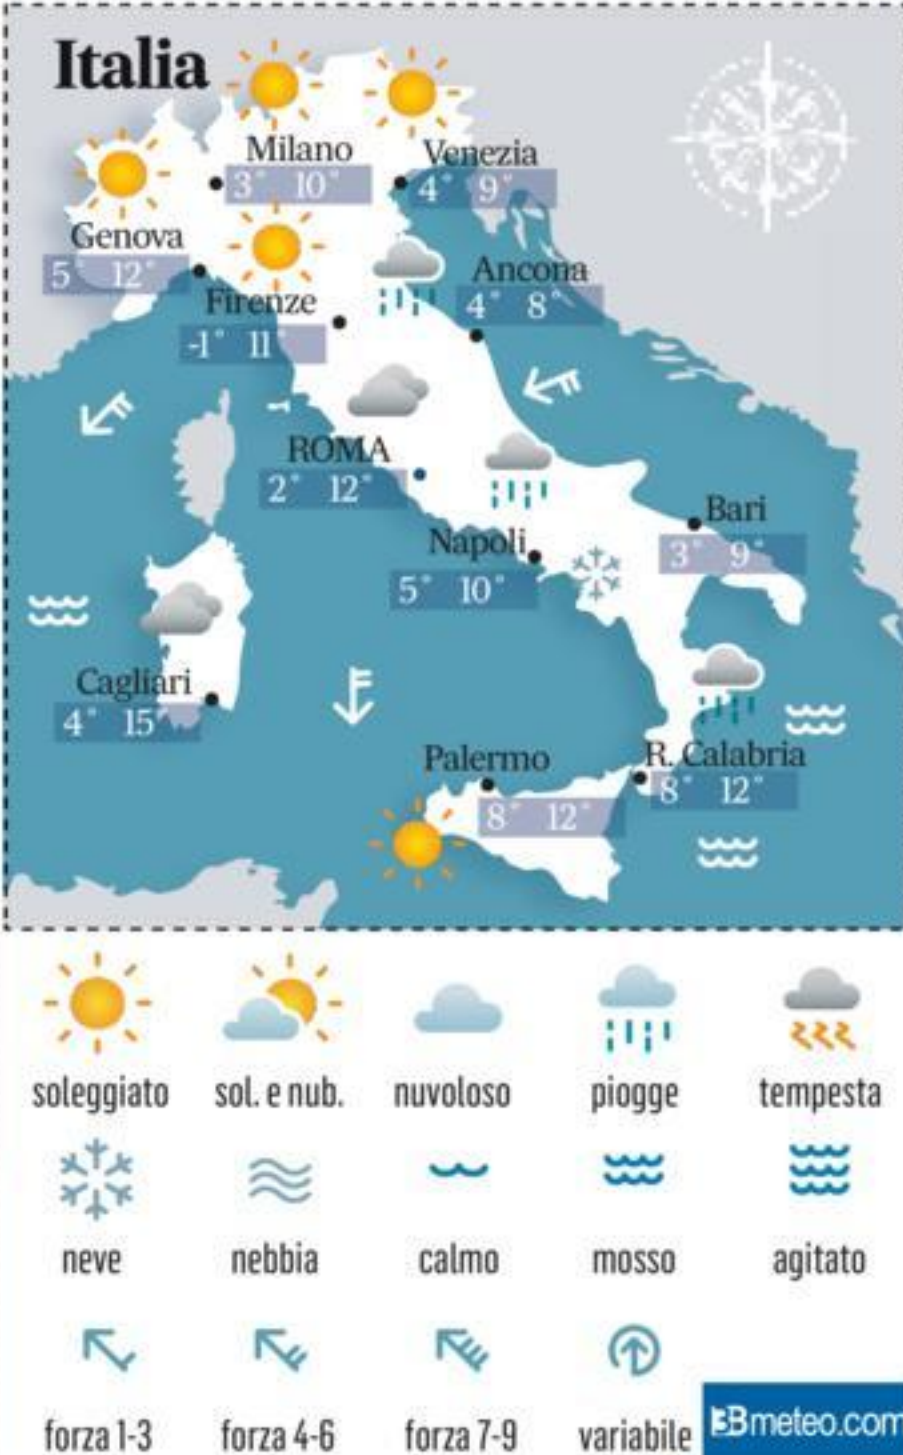 Italia
Milano
3° 10°
Venezia
4° 9°
Genova
5° 12°
Ancona
4° 8°
Firenze
-1° 11°
ROMA
2° 12°
Bari
3° 9°
Napoli
5° 10°
Cagliari
4° 15°
Palermo
8° 12°
R. Calabria
8° 12°
soleggiato sol. e nub. nuvoloso piogge tempesta
neve nebbia calmo mosso agitato
forza 1-3 forza 4-6 forza 7-9 variabile
3Bmeteo.com